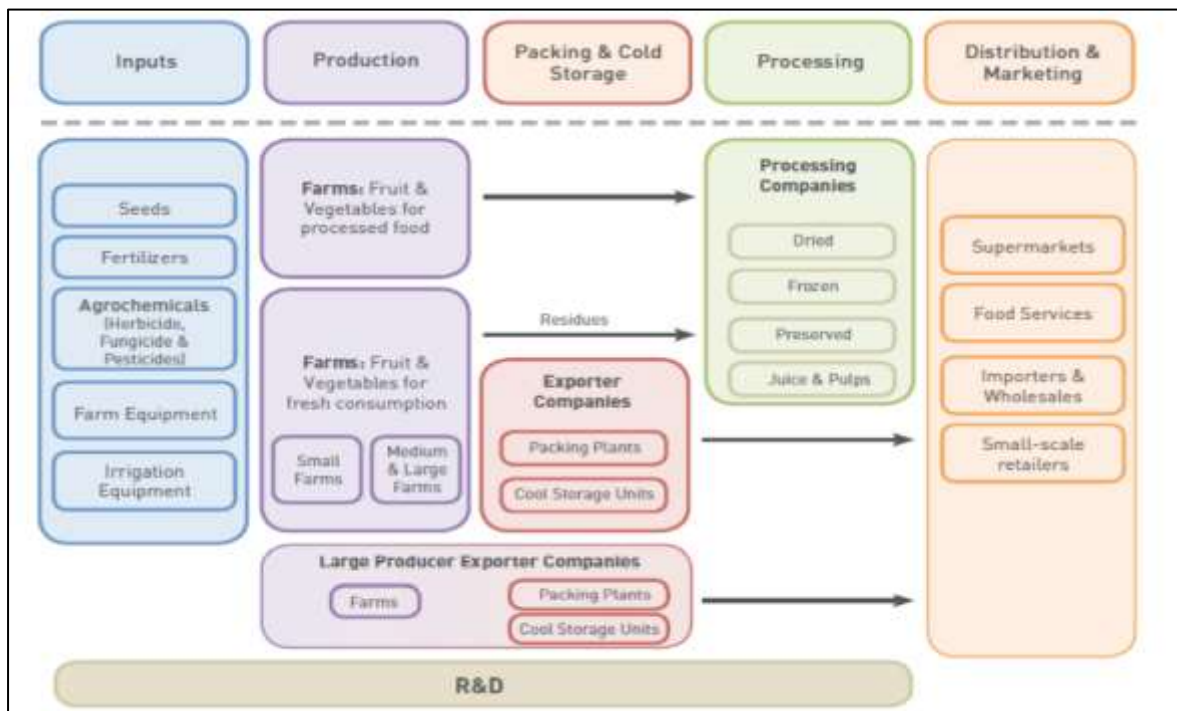 Inputs
Production
Packing & Cold
Storage
Processing
Distribution &
Marketing
Seeds
Fertilizers
Agrochemicals
(Herbicide,
Fungicide &
Pesticides)
Farm Equipment
Irrigation
Equipment
Farms: Fruit &
Vegetables for
processed food
Farms: Fruit &
Vegetables for
fresh consumption
Small
Farms
Medium
& Large
Farms
Residues
Exporter
Companies
Packing Plants
Cool Storage Units
Large Producer Exporter Companies
Farms
Packing Plants
Cool Storage Units
Processing
Companies
Dried
Frozen
Preserved
Juice & Pulps
Supermarkets
Food Services
Importers &
Wholesales
Small-scale
retailers
R&D